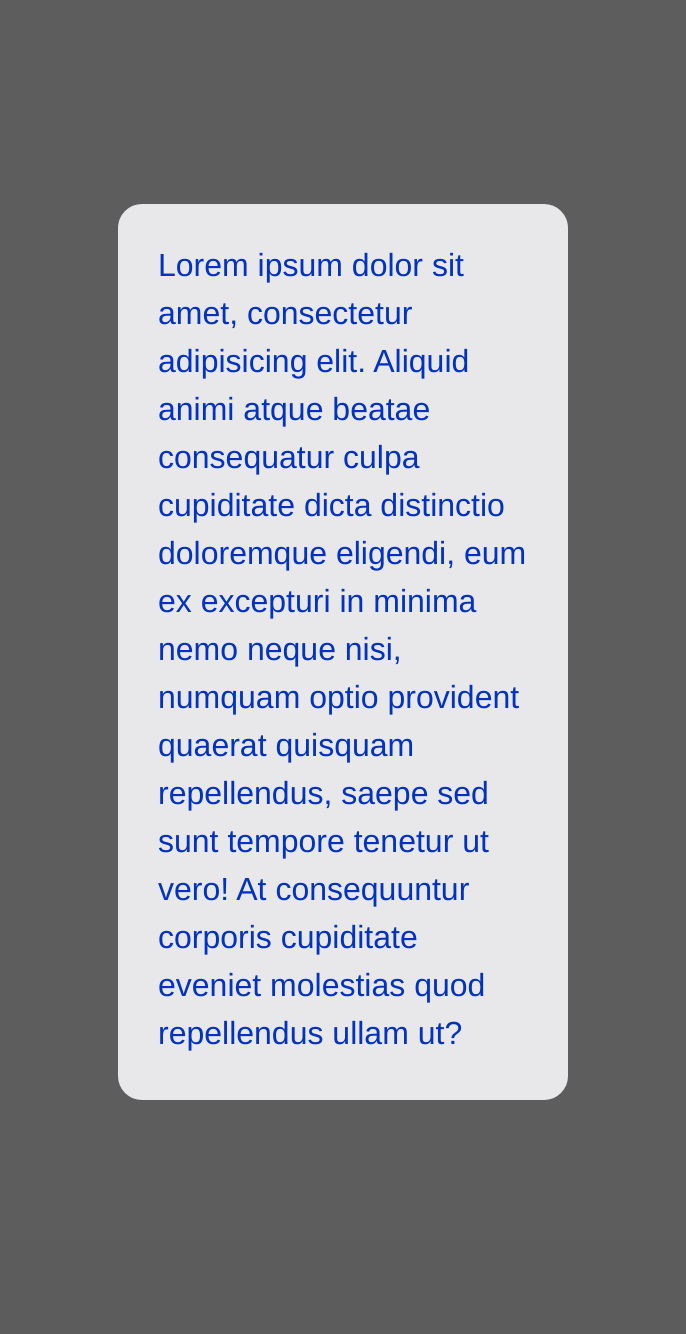 Lorem ipsum dolor sit
amet, consectetur
adipisicing elit. Aliquid
animi atque beatae
consequatur culpa
cupiditate dicta distinctio
doloremque eligendi, eum
ex excepturi in minima
nemo neque nisi,
numquam optio provident
quaerat quisquam
repellendus, saepe sed
sunt tempore tenetur ut
vero! At consequuntur
corporis cupiditate
eveniet molestias quod
repellendus ullam ut?